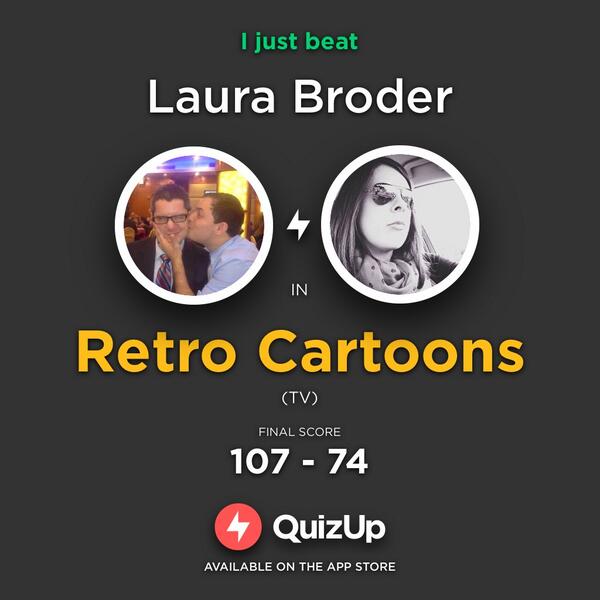 I just beat
Laura Broder
IN
Retro Cartoons
(TV)
FINAL SCORE
107 - 74
QuizUp
AVAILABLE ON THE APP STORE